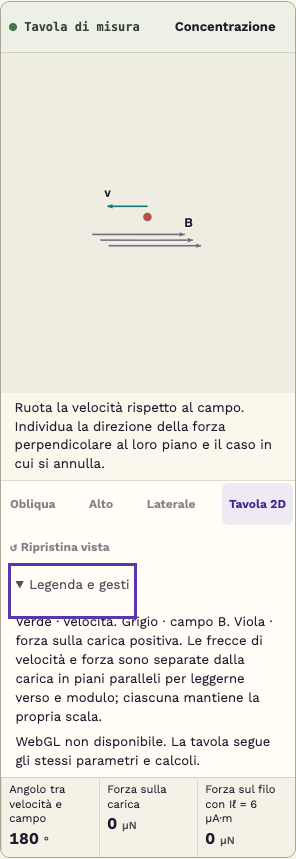 Tavola di misura
Concentrazione
v
B
Ruota la velocità rispetto al campo.
Individua la direzione della forza
perpendicolare al loro piano e il caso in
cui si annulla.
Obliqua
Alto
Laterale
Tavola 2D
↺ Ripristina vista
▼ Legenda e gesti
Verde · velocità. Grigio · campo B. Viola ·
forza sulla carica positiva. Le frecce di
velocità e forza sono separate dalla
carica in piani paralleli per leggerne
verso e modulo; ciascuna mantiene la
propria scala.
WebGL non disponibile. La tavola segue
gli stessi parametri e calcoli.
Angolo tra
velocità e
campo
180 °
Forza sulla
carica
0 μN
Forza sul filo
con Iℓ = 6
μA·m
0 μN